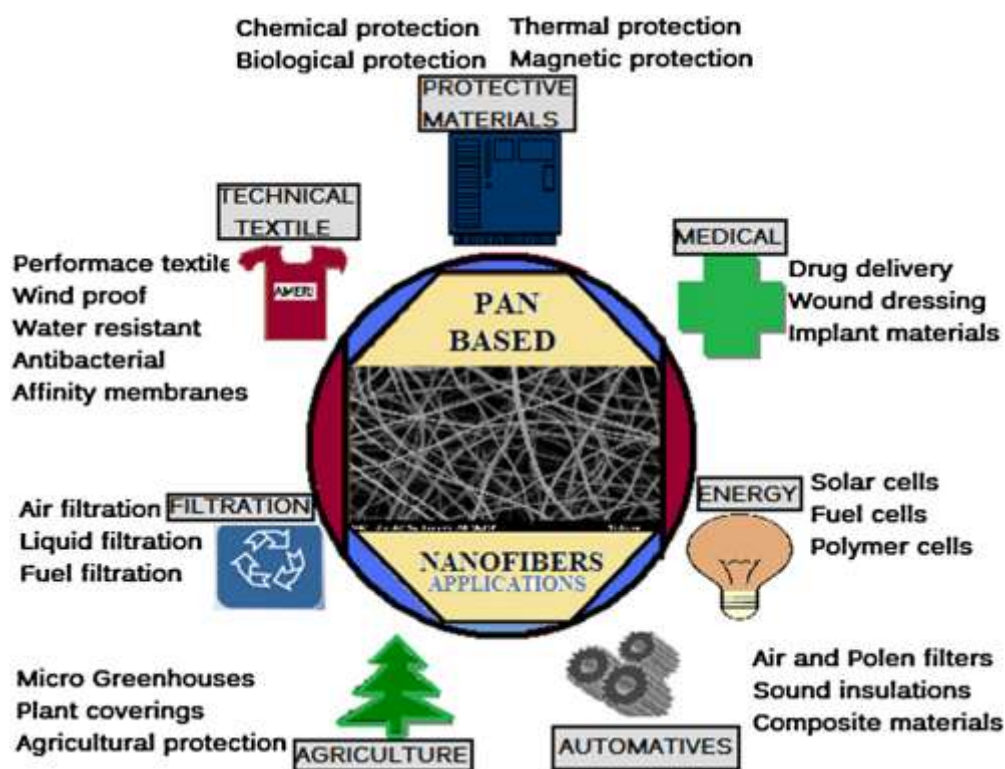 Chemical protection Thermal protection
Biological protection Magnetic protection
PROTECTIVE
MATERIALS
TECHNICAL
TEXTILE
Performace textile
Wind proof
Water resistant
Antibacterial
Affinity membranes
MEDICAL
Drug delivery
Wound dressing
Implant materials
PAN
BASED
NANOFIBERS
APPLICATIONS
FILTRATION
Air filtration
Liquid filtration
Fuel filtration
ENERGY
Solar cells
Fuel cells
Polymer cells
Micro Greenhouses
Plant coverings
Agricultural protection
AGRICULTURE
Air and Polen filters
Sound insulations
Composite materials
AUTOMATIVES